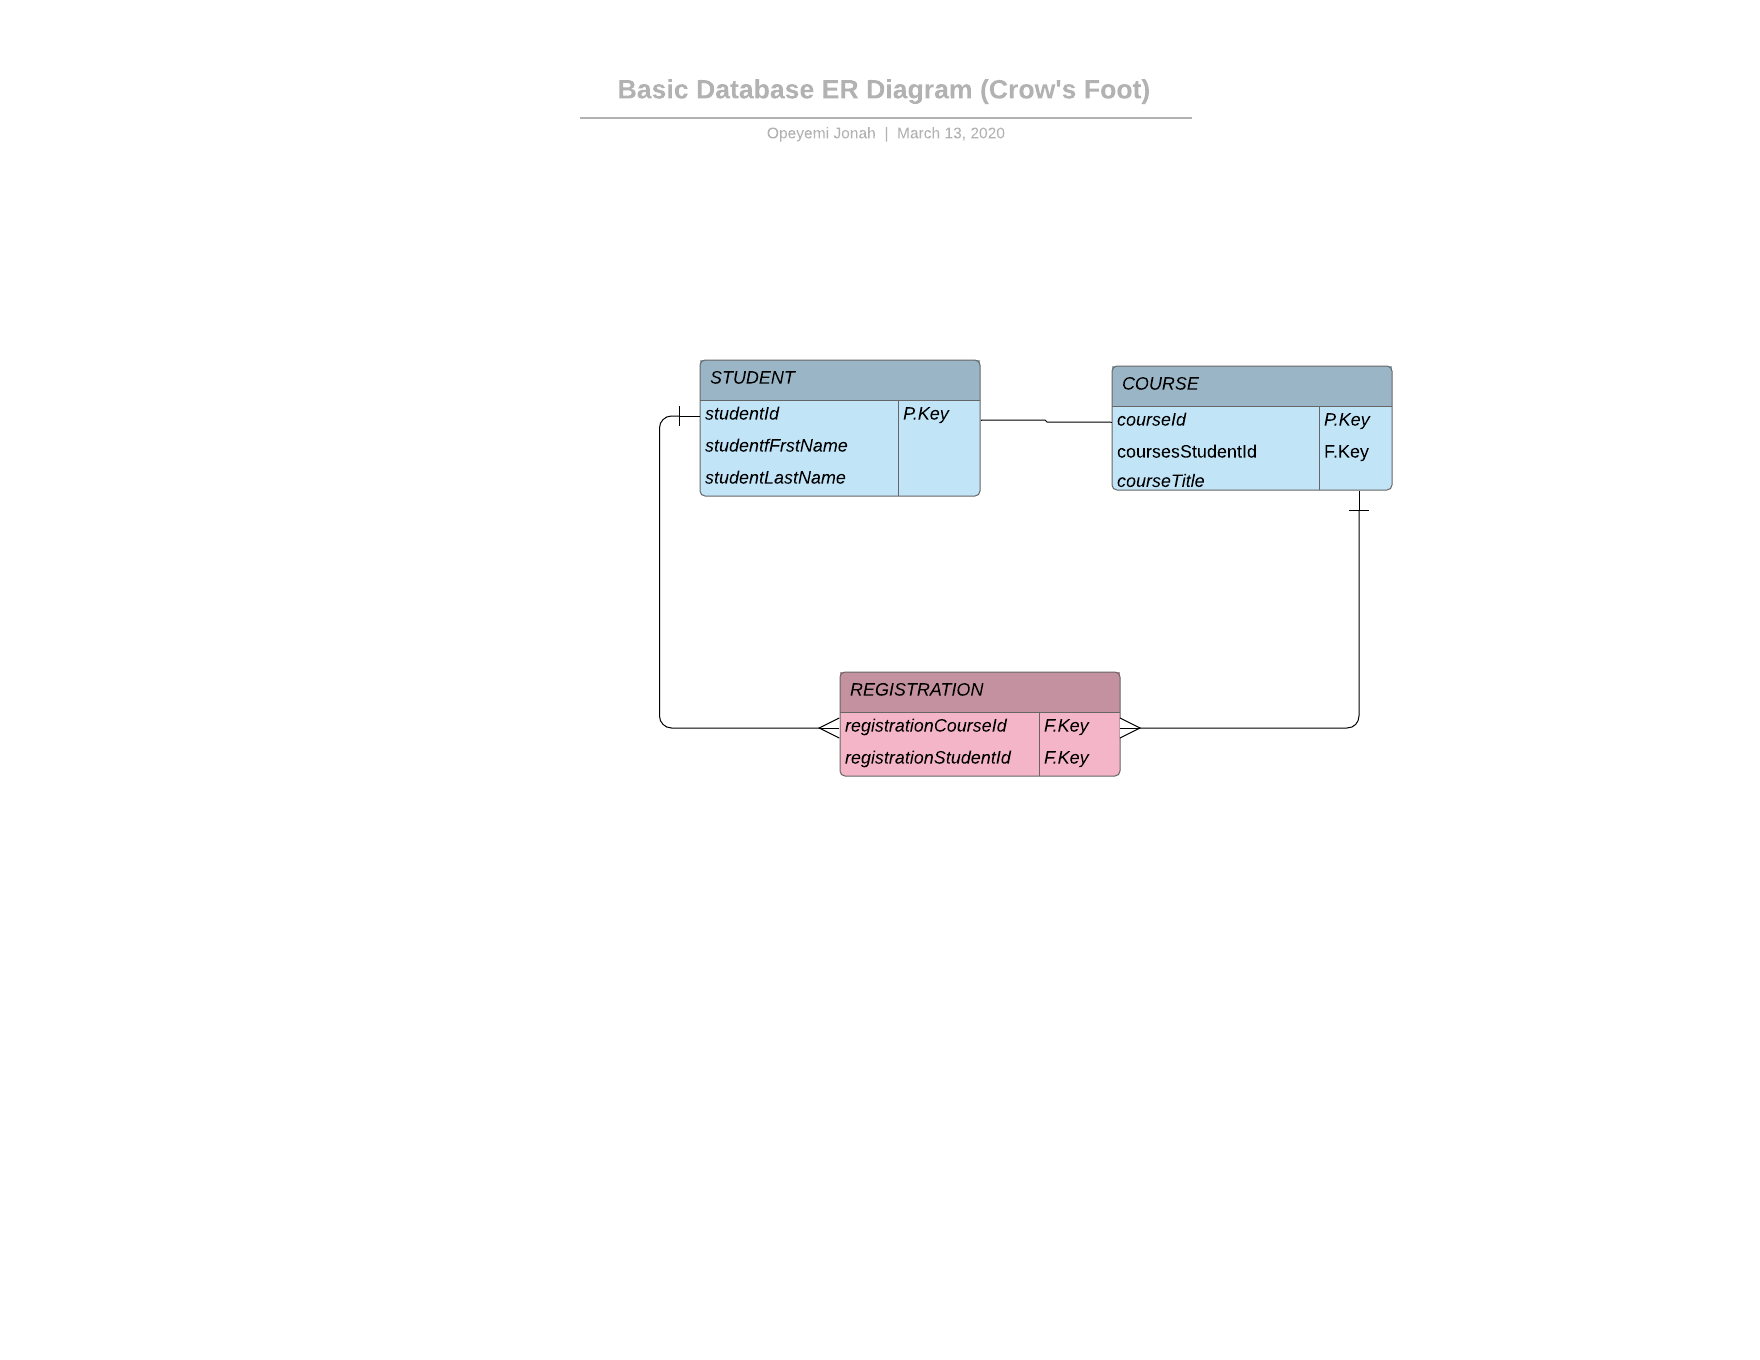 Basic Database ER Diagram (Crow's Foot)
Opeyemi Jonah | March 13, 2020
STUDENT
studentId P.Key
studentfFrstName
studentLastName
COURSE
courseId P.Key
coursesStudentId F.Key
courseTitle
REGISTRATION
registrationCourseId F.Key
registrationStudentId F.Key